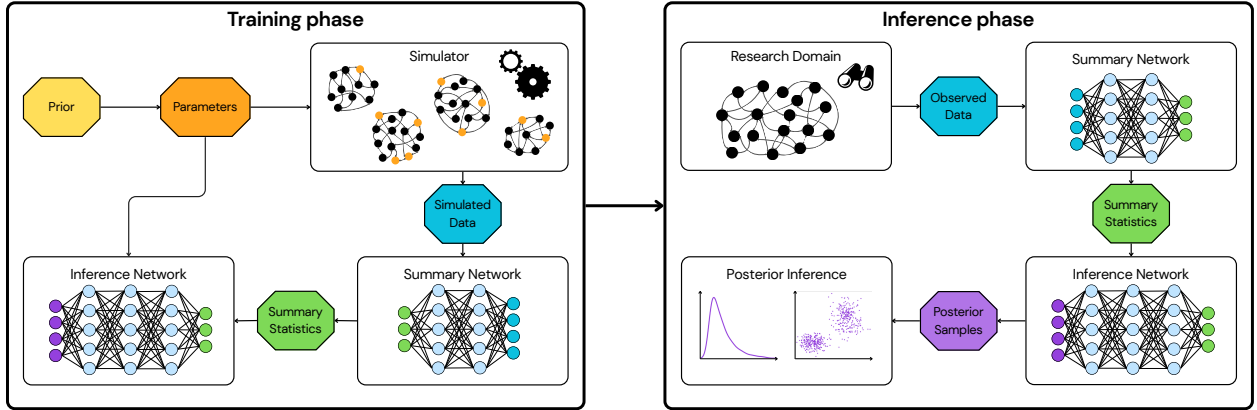 Training phase
Prior
Parameters
Simulator
Simulated
Data
Inference Network
Summary
Statistics
Summary Network
Inference phase
Research Domain
Observed
Data
Summary Network
Summary
Statistics
Posterior Inference
Posterior
Samples
Inference Network